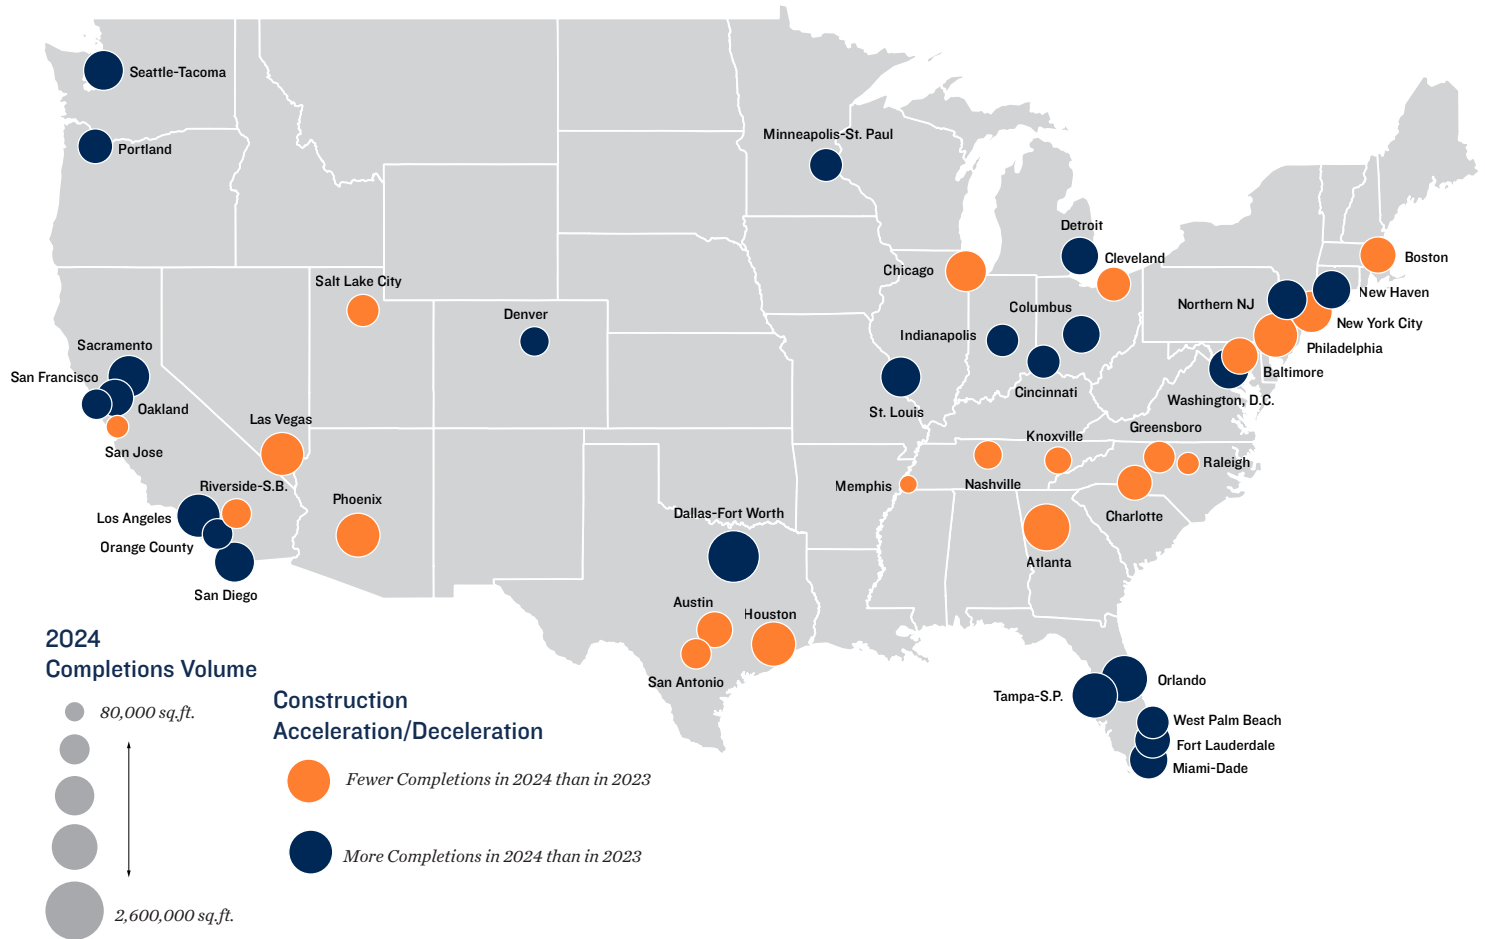 Seattle-Tacoma
Portland
Minneapolis-St. Paul
Detroit
Cleveland
Chicago
Boston
Salt Lake City
New Haven
Northern NJ
Columbus
Denver
New York City
Indianapolis
Sacramento
Philadelphia
San Francisco
Baltimore
Cincinnati
Washington, D.C.
Oakland
St. Louis
Las Vegas
Greensboro
Knoxville
San Jose
Raleigh
Riverside-S.B.
Memphis
Nashville
Phoenix
Dallas-Fort Worth
Los Angeles
Charlotte
Orange County
Atlanta
San Diego
Austin
Houston
San Antonio
Orlando
Tampa-S.P.
West Palm Beach
Fort Lauderdale
Miami-Dade
2024
Completions Volume
80,000 sq.ft.
2,600,000 sq.ft.
Construction
Acceleration/Deceleration
Fewer Completions in 2024 than in 2023
More Completions in 2024 than in 2023